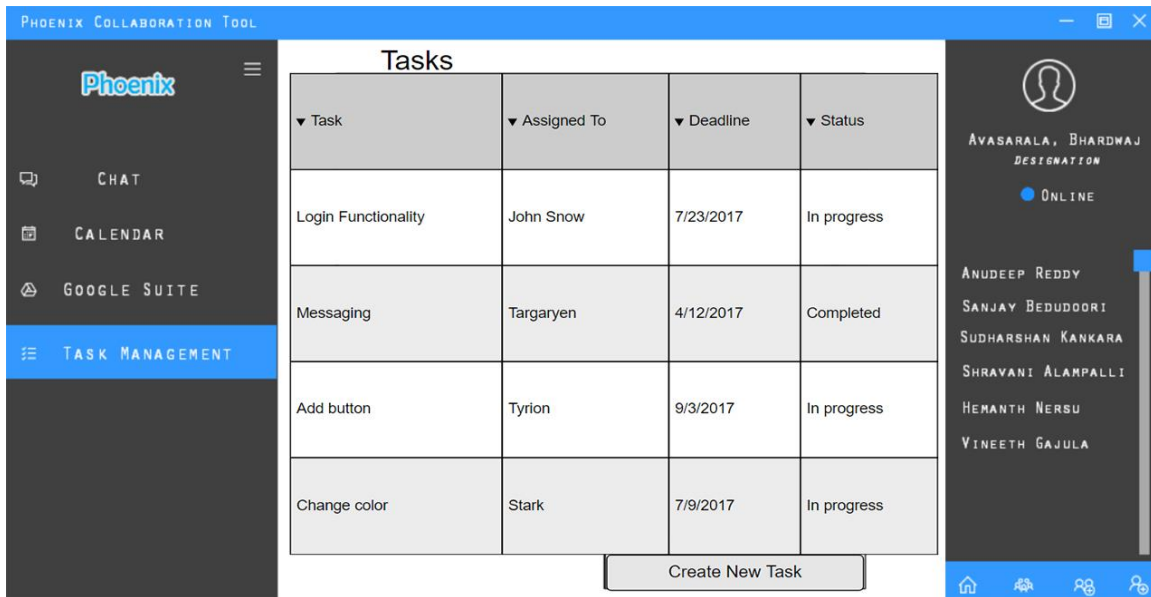 Phoenix Collaboration Tool
Phoenix
Chat
Calendar
Google Suite
Task Management
Tasks
▼ Task ▼ Assigned To ▼ Deadline ▼ Status
Login Functionality John Snow 7/23/2017 In progress
Messaging Targaryen 4/12/2017 Completed
Add button Tyrion 9/3/2017 In progress
Change color Stark 7/9/2017 In progress
Create New Task
Avasarala, Bhardwaj
Designation
Online
Anudeep Reddy
Sanjay Bedudoori
Sudharshan Kankara
Shravani Alampalli
Hemanth Nersu
Vineeth Gajula